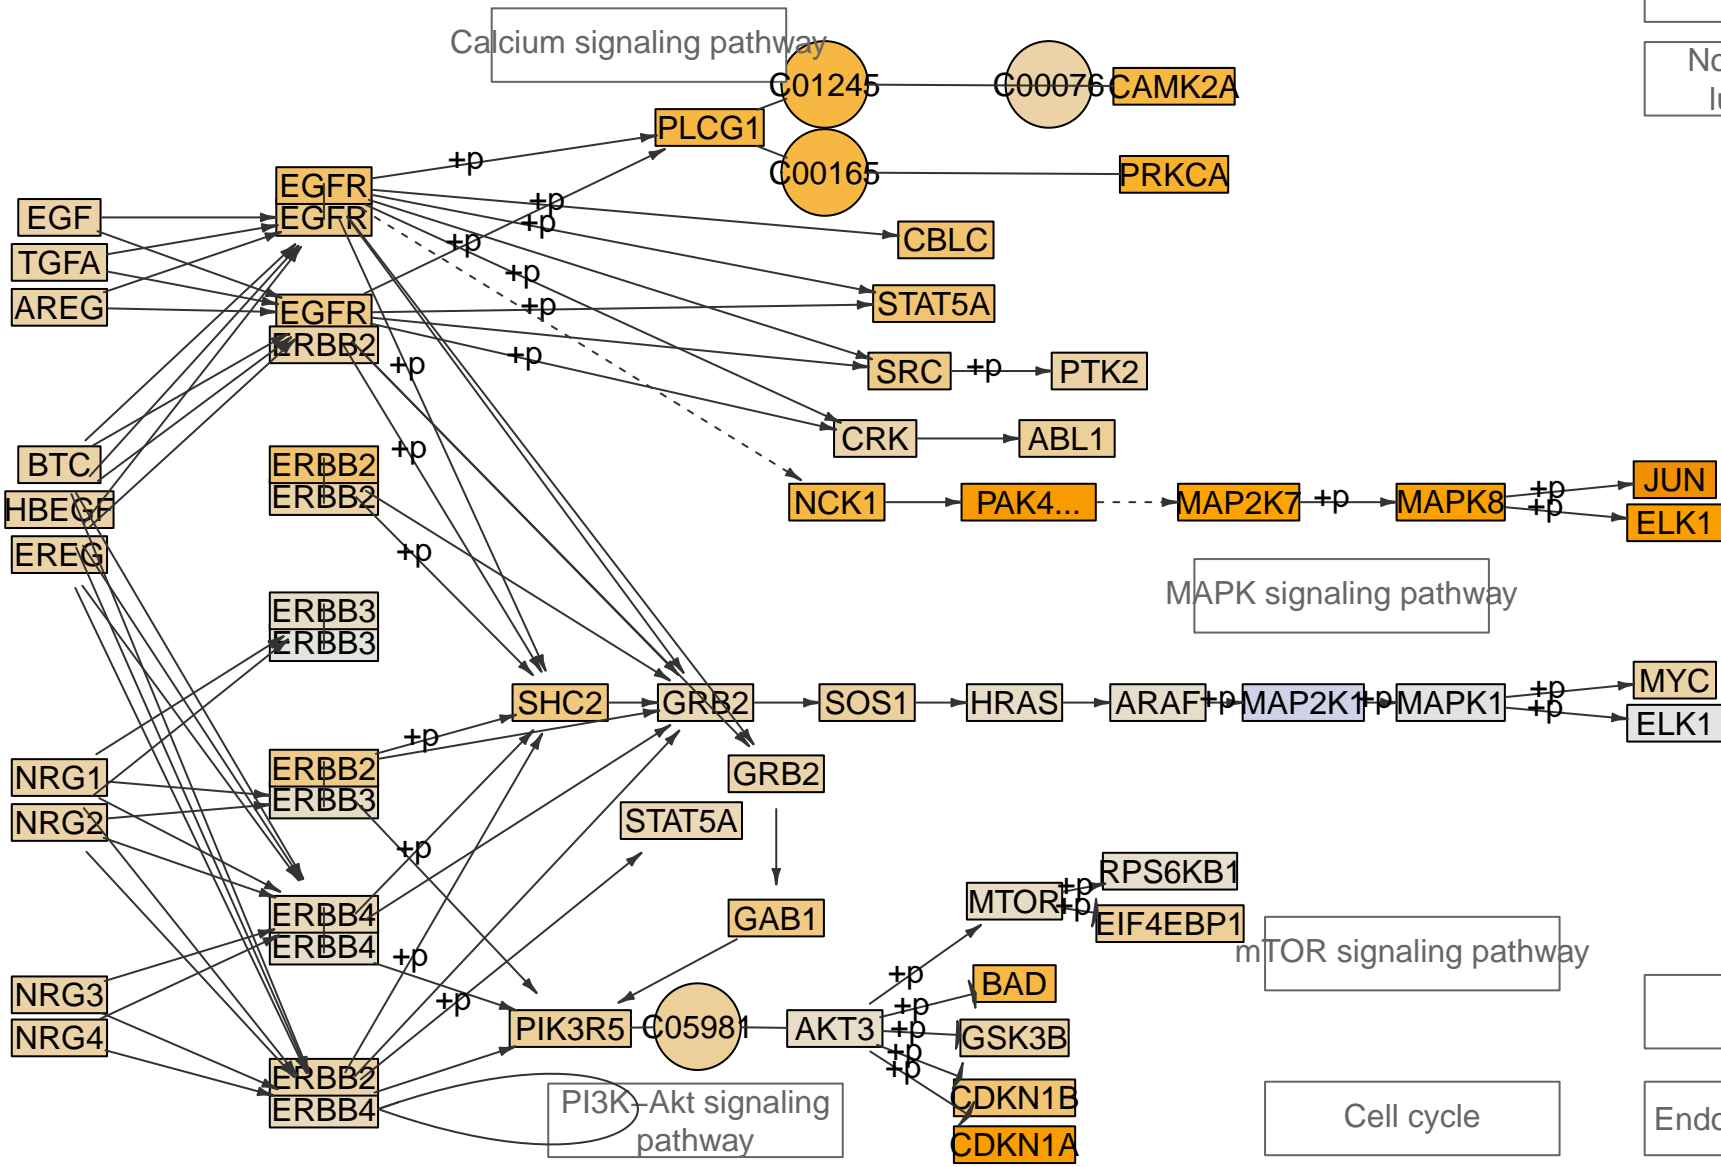 Calcium signaling pathway
C01245
C00076
CAMK2A
PLCG1
C00165
PRKCA
+p
EGFR
EGFR
EGF
TGFA
AREG
+p
+p
+p
+p
+p
+p
CBLC
STAT5A
EGFR
ERBB2
+p
SRC
+p
PTK2
CRK
ABL1
BTC
HBEGF
EREG
ERBB2
ERBB2
+p
+p
NCK1
PAK4...
MAP2K7
+p
MAPK8
+p
+p
JUN
ELK1
MAPK signaling pathway
ERBB3
ERBB3
SHC2
GRB2
SOS1
HRAS
ARAF
+p
MAP2K1
+p
MAPK1
+p
+p
MYC
ELK1
NRG1
NRG2
ERBB2
ERBB3
+p
GRB2
STAT5A
+p
ERBB4
ERBB4
+p
GAB1
MTOR
+p
+p
RPS6KB1
EIF4EBP1
mTOR signaling pathway
NRG3
NRG4
+p
PIK3R5
C05981
AKT3
+p
+p
+p
+p
+p
BAD
GSK3B
CDKN1B
CDKN1A
ERBB2
ERBB4
PI3K−Akt signaling
pathway
Cell cycle